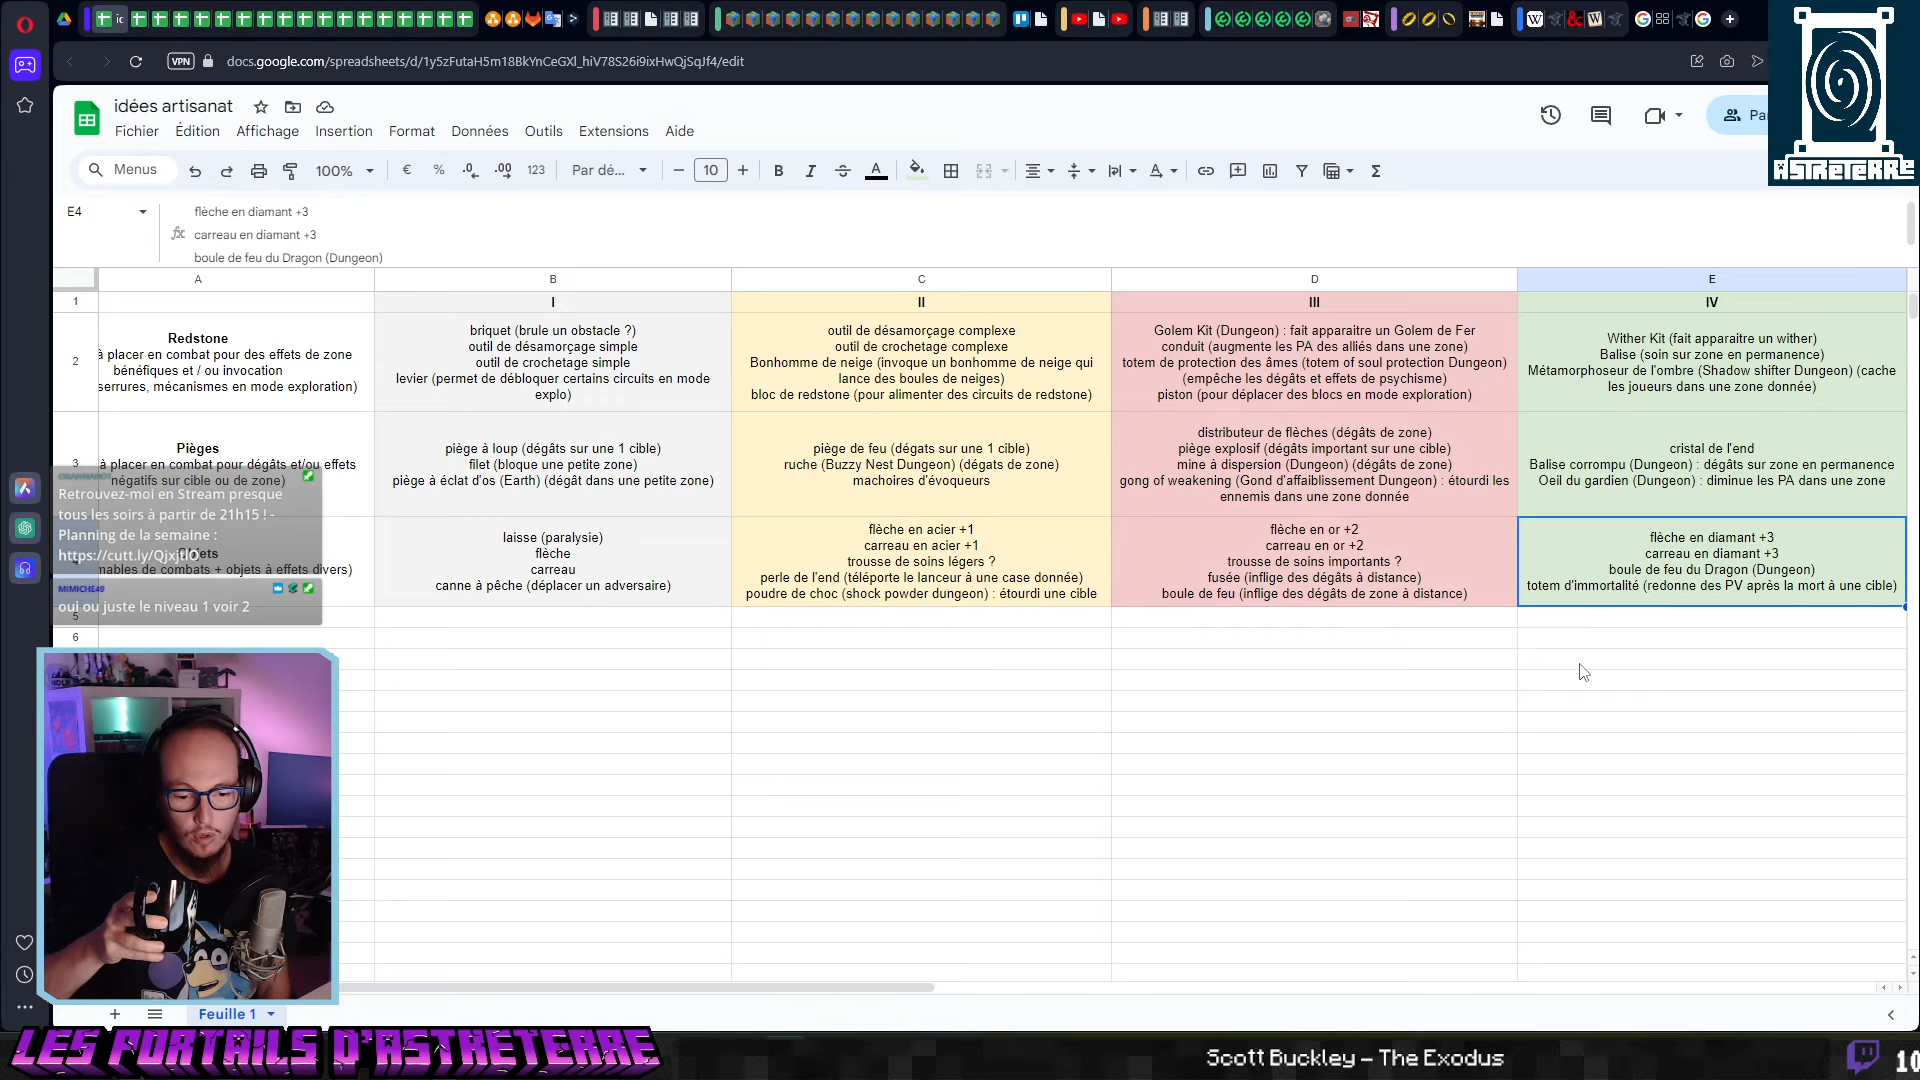 VPN
docs.google.com/spreadsheets/d/1y5zFutaH5m18BkYnCeGXl_hiV78S26i9ixHwQjSqJf4/edit
ASTRETERRE
idées artisanat
Fichier Édition Affichage Insertion Format Données Outils Extensions Aide
Menus 100% € % .0 .00 123 Par dé... 10 B I A
E4
flèche en diamant +3
carreau en diamant +3
boule de feu du Dragon (Dungeon)
A B C D E
1 I II III IV
2
Redstone
à placer en combat pour des effets de zone
bénéfiques et / ou invocation
serrures, mécanismes en mode exploration)
briquet (brule un obstacle ?)
outil de désamorçage simple
outil de crochetage simple
levier (permet de débloquer certains circuits en mode
explo)
outil de désamorçage complexe
outil de crochetage complexe
Bonhomme de neige (invoque un bonhomme de neige qui
lance des boules de neiges)
bloc de redstone (pour alimenter des circuits de redstone)
Golem Kit (Dungeon) : fait apparaitre un Golem de Fer
conduit (augmente les PA des alliés dans une zone)
totem de protection des âmes (totem of soul protection Dungeon)
(empêche les dégâts et effets de psychisme)
piston (pour déplacer des blocs en mode exploration)
Wither Kit (fait apparaitre un wither)
Balise (soin sur zone en permanence)
Métamorphoseur de l'ombre (Shadow shifter Dungeon) (cache
les joueurs dans une zone donnée)
3
Pièges
à placer en combat pour dégâts et/ou effets
négatifs sur cible ou de zone)
piège à loup (dégâts sur une 1 cible)
filet (bloque une petite zone)
piège à éclat d'os (Earth) (dégât dans une petite zone)
piège de feu (dégats sur une 1 cible)
ruche (Buzzy Nest Dungeon) (dégats de zone)
machoires d'évoqueurs
distributeur de flèches (dégâts de zone)
piège explosif (dégâts important sur une cible)
mine à dispersion (Dungeon) (dégâts de zone)
gong of weakening (Gond d'affaiblissement Dungeon) : étourdi les
ennemis dans une zone donnée
cristal de l'end
Balise corrompu (Dungeon) : dégâts sur zone en permanence
Oeil du gardien (Dungeon) : diminue les PA dans une zone
mables de combats + objets à effets divers)
laisse (paralysie)
flèche
carreau
canne à pêche (déplacer un adversaire)
flèche en acier +1
carreau en acier +1
trousse de soins légers ?
perle de l'end (téléporte le lanceur à une case donnée)
poudre de choc (shock powder dungeon) : étourdi une cible
flèche en or +2
carreau en or +2
trousse de soins importants ?
fusée (inflige des dégâts à distance)
boule de feu (inflige des dégâts de zone à distance)
flèche en diamant +3
carreau en diamant +3
boule de feu du Dragon (Dungeon)
totem d'immortalité (redonne des PV après la mort à une cible)
5
6
Retrouvez-moi en Stream presque
tous les soirs à partir de 21h15 ! -
Planning de la semaine :
https://cutt.ly/QjxjtIO
MIMICHE49
oui ou juste le niveau 1 voir 2
Feuille 1
LES PORTAILS D'ASTRETERRE
Scott Buckley – The Exodus
10